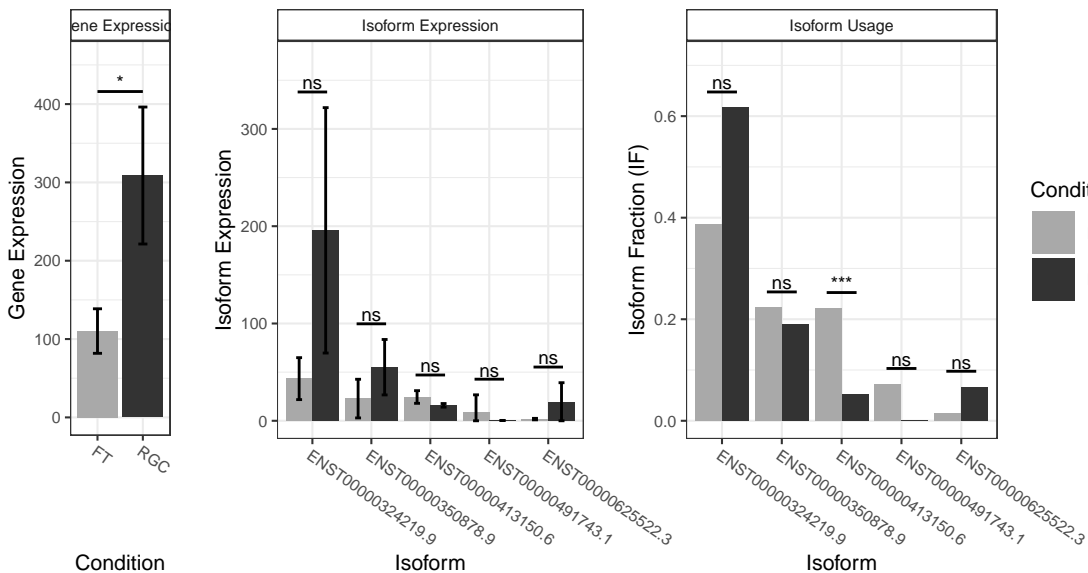 ene Expressio
Gene Expression
400
300
200
100
0
*
FT
RGC
Condition
Isoform Expression
Isoform Expression
300
200
100
0
ns
ns
ns
ns
ns
ENST00000324219.9
ENST00000350878.9
ENST00000413150.6
ENST00000491743.1
ENST00000625522.3
Isoform
Isoform Usage
Isoform Fraction (IF)
0.6
0.4
0.2
0.0
ns
ns
***
ns
ns
ENST00000324219.9
ENST00000350878.9
ENST00000413150.6
ENST00000491743.1
ENST00000625522.3
Isoform
Condit